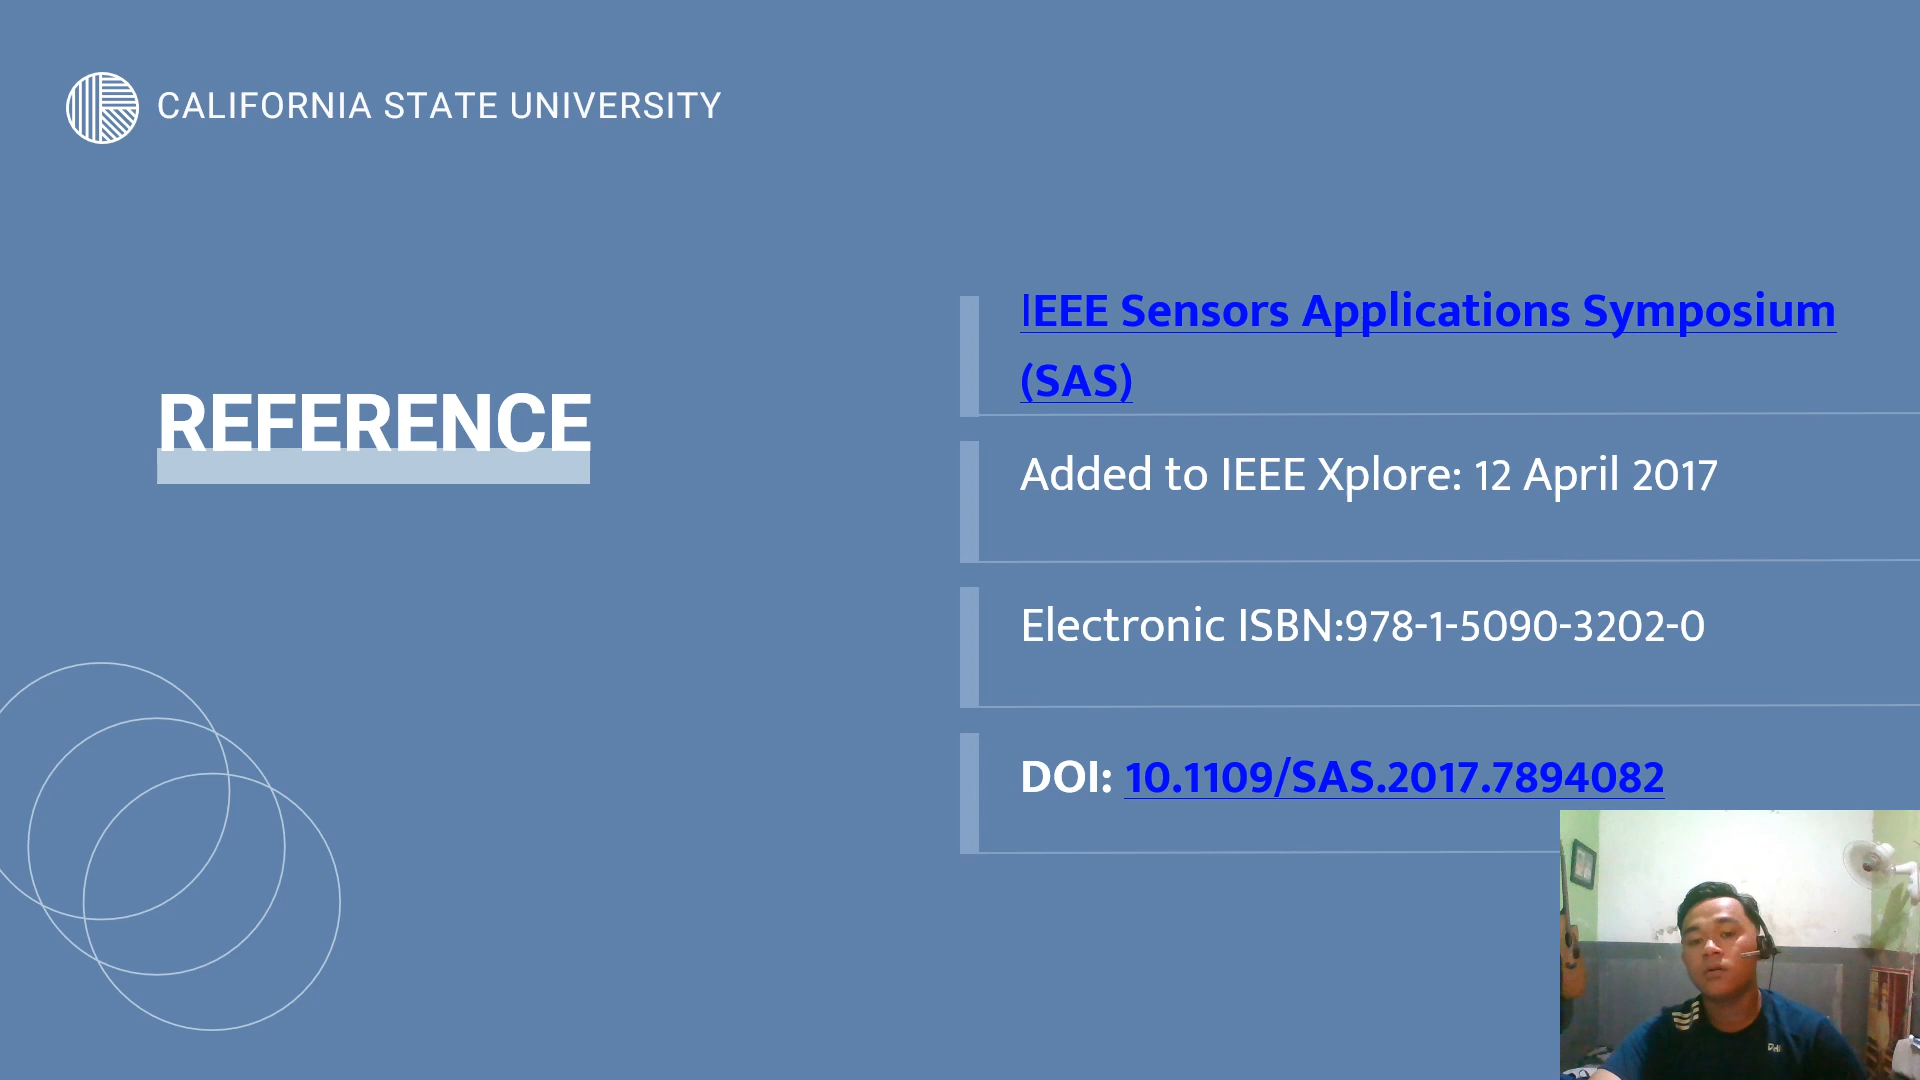 CALIFORNIA STATE UNIVERSITY
REFERENCE
IEEE Sensors Applications Symposium
(SAS)
Added to IEEE Xplore: 12 April 2017
Electronic ISBN:978-1-5090-3202-0
DOI: 10.1109/SAS.2017.7894082